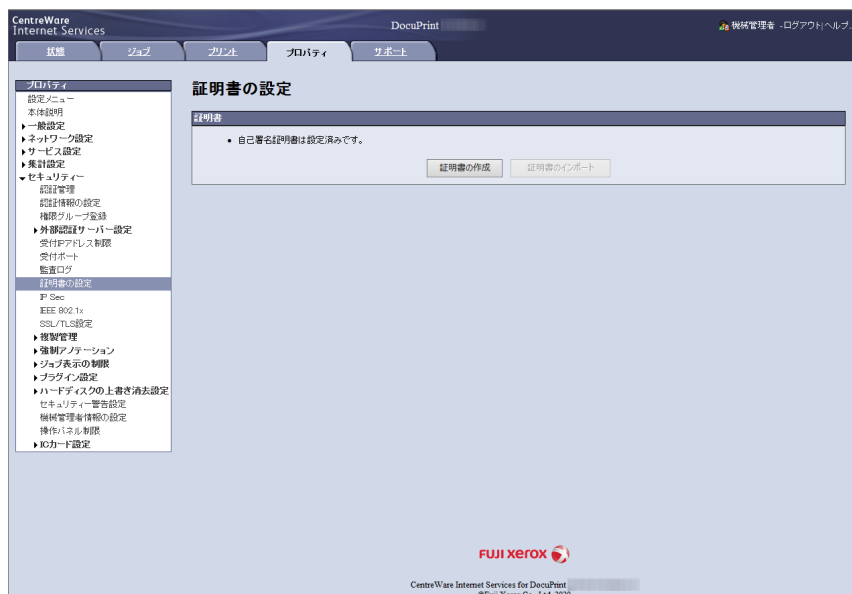 CentreWare
Internet Services
DocuPrint
機械管理者 -ログアウト|ヘルプ
状態
ジョブ
プリント
プロパティ
サポート
プロパティ
設定メニュー
本体説明
一般設定
ネットワーク設定
サービス設定
集計設定
セキュリティー
認証管理
認証情報の設定
権限グループ登録
外部認証サーバー設定
受付IPアドレス制限
受付ポート
監査ログ
証明書の設定
IP Sec
IEEE 802.1x
SSL/TLS設定
複製管理
強制アノテーション
ジョブ表示の制限
プラグイン設定
ハードディスクの上書き消去設定
セキュリティー警告設定
機械管理者情報の設定
操作パネル制限
ICカード設定
証明書の設定
証明書
• 自己署名証明書は設定済みです。
証明書の作成
証明書のインポート
FUJI xerox
CentreWare Internet Services for DocuPrint
©Fuji Xerox Co., Ltd. 2020